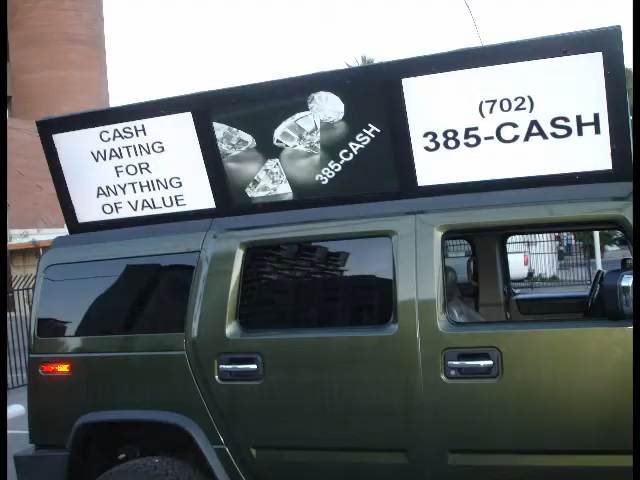 CASH
WAITING
FOR
ANYTHING
OF VALUE
385-CASH
(702)
385-CASH